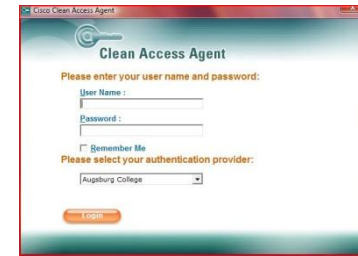 Cisco Clean Access Agent
Clean Access Agent
Please enter your user name and password:
User Name :
Password :
Remember Me
Please select your authentication provider:
Augsburg College
Login